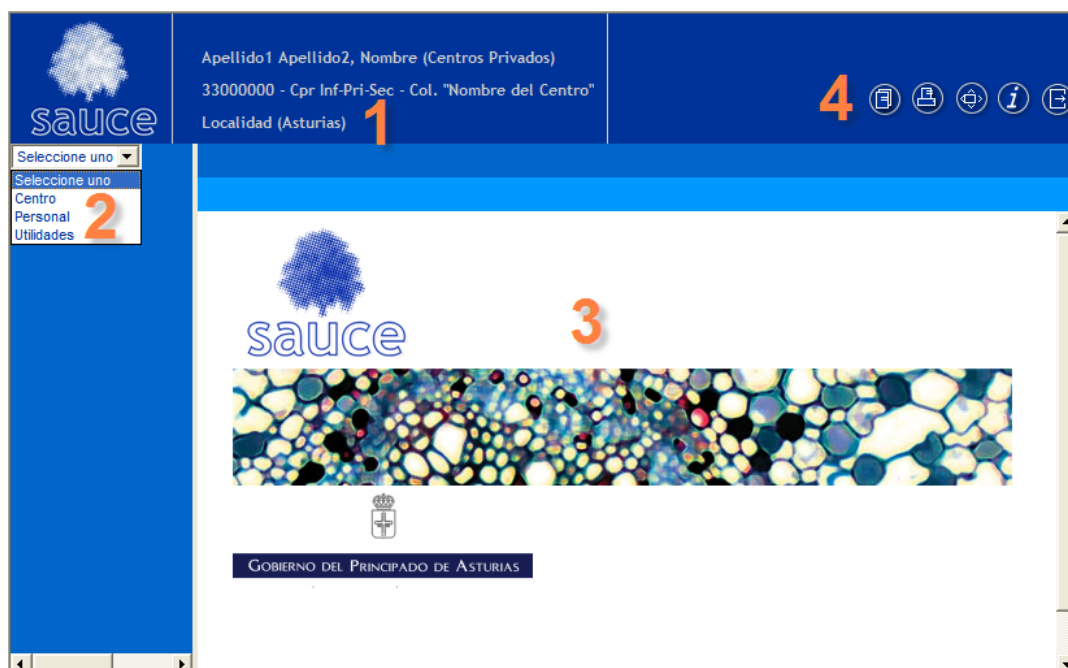 sauce
Apellido1 Apellido2, Nombre (Centros Privados)
33000000 - Cpr Inf-Pri-Sec - Col. "Nombre del Centro"
Localidad (Asturias)
1
4
i
Seleccione uno
Seleccione uno
Centro
Personal
Utilidades
2
sauce
3
GOBIERNO DEL PRINCIPADO DE ASTURIAS